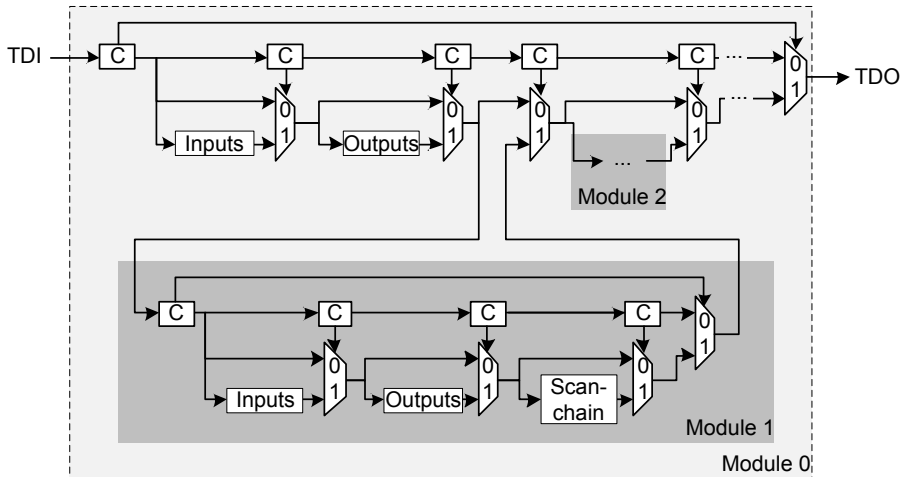 TDI
C
C
C
C
C
...
0
1
TDO
0
1
0
1
0
1
0
1
...
Inputs
Outputs
...
Module 2
C
C
C
C
0
1
0
1
0
1
0
1
Inputs
Outputs
Scan-
chain
Module 1
Module 0